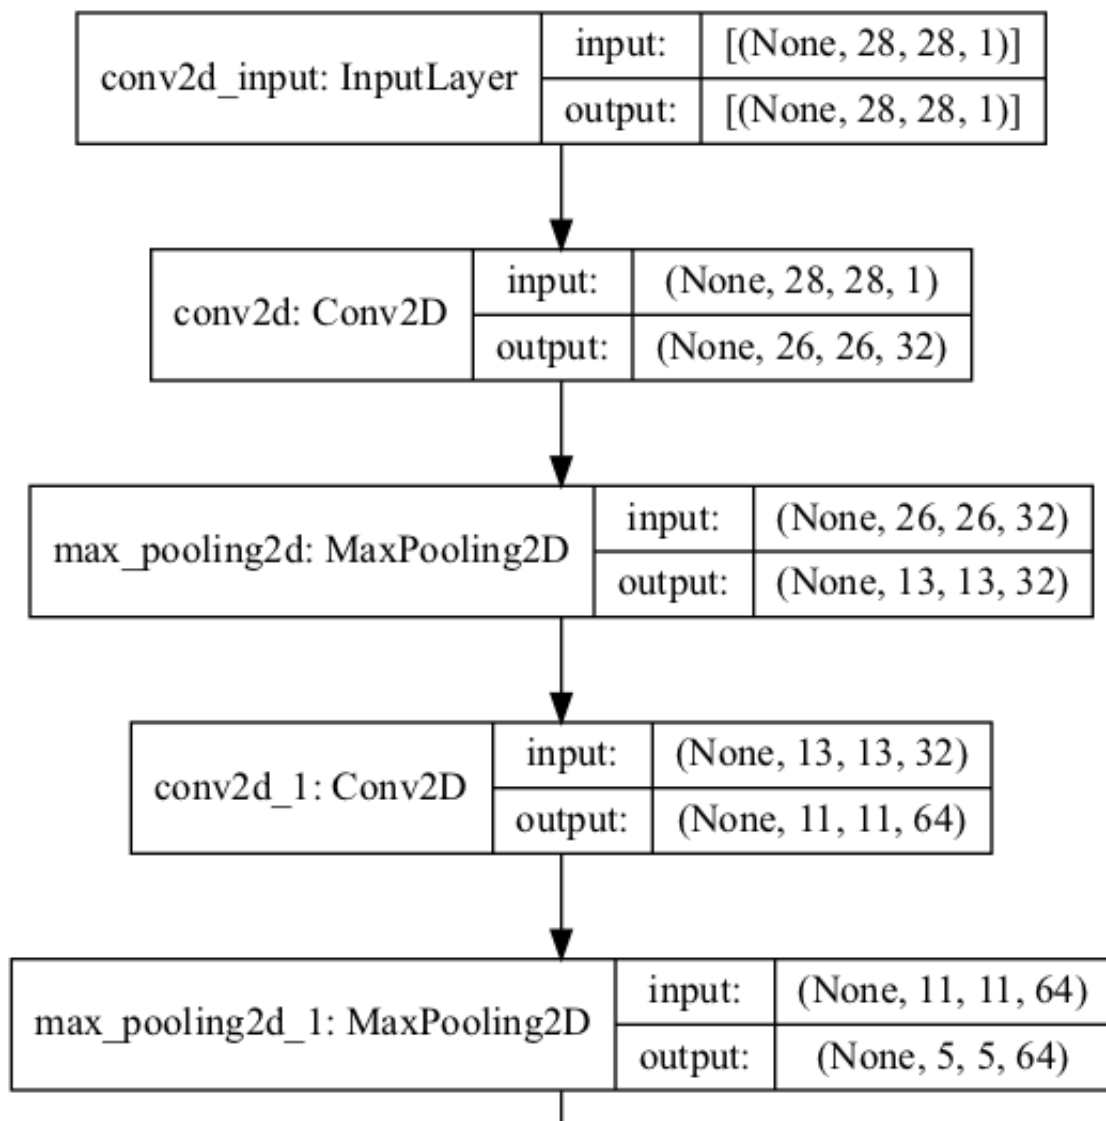 conv2d_input: InputLayer
input:
[(None, 28, 28, 1)]
output:
[(None, 28, 28, 1)]
conv2d: Conv2D
input:
(None, 28, 28, 1)
output:
(None, 26, 26, 32)
max_pooling2d: MaxPooling2D
input:
(None, 26, 26, 32)
output:
(None, 13, 13, 32)
conv2d_1: Conv2D
input:
(None, 13, 13, 32)
output:
(None, 11, 11, 64)
max_pooling2d_1: MaxPooling2D
input:
(None, 11, 11, 64)
output:
(None, 5, 5, 64)